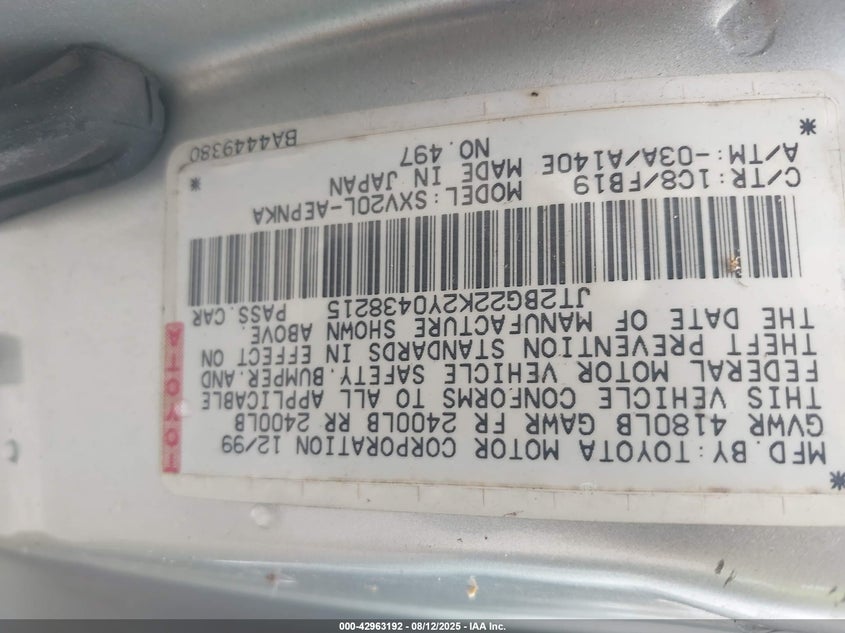 MFD.BY:TOYOTA MOTOR CORPORATION 12/99
GVWR 4180LB GAWR FR 2400LB RR 2400LB
THIS VEHICLE CONFORMS TO ALL APPLICABLE
FEDERAL MOTOR VEHICLE SAFETY.BUMPER.AND
THEFT PREVENTION STANDARDS IN EFFECT ON
THE DATE OF MANUFACTURE SHOWN ABOVE.
JT2BG22K2Y0438215 PASS.CAR
TOYOTA
C/TR:1C8/FB19 MODEL:SXV20L-AEPNKA
A/TM:-03A/A140E MADE IN JAPAN
NO.497
BA4449380
000-42963192 - 08/12/2025 - IAA Inc.